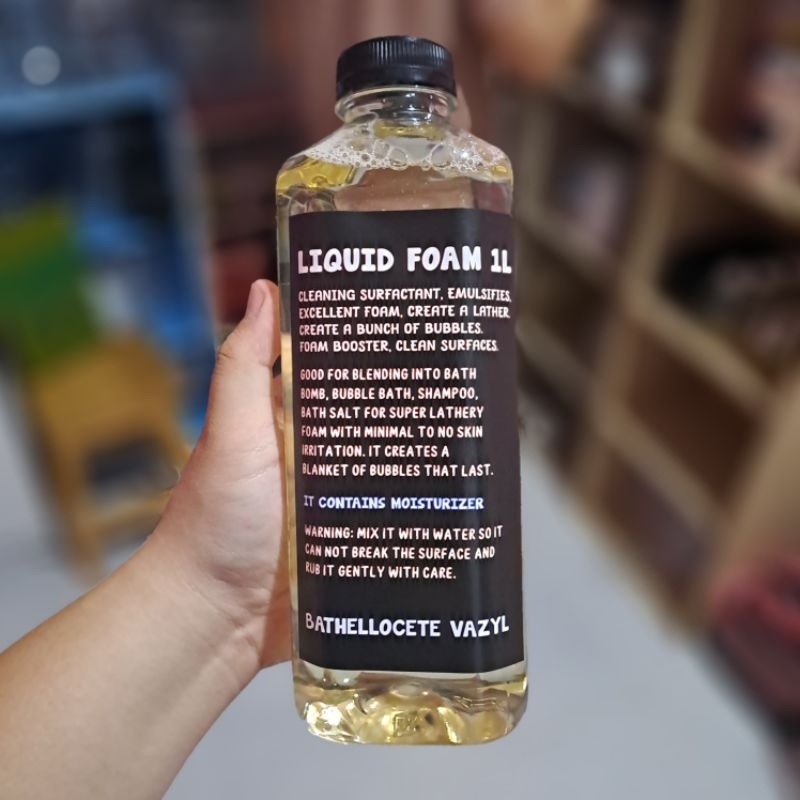 LIQUID FOAM 1L
CLEANING SURFACTANT, EMULSIFIES,
EXCELLENT FOAM, CREATE A LATHER,
CREATE A BUNCH OF BUBBLES.
FOAM BOOSTER, CLEAN SURFACES.
GOOD FOR BLENDING INTO BATH
BOMB, BUBBLE BATH, SHAMPOO,
BATH SALT FOR SUPER LATHERY
FOAM WITH MINIMAL TO NO SKIN
IRRITATION. IT CREATES A
BLANKET OF BUBBLES THAT LAST.
IT CONTAINS MOISTURIZER
WARNING: MIX IT WITH WATER SO IT
CAN NOT BREAK THE SURFACE AND
RUB IT GENTLY WITH CARE.
BATHELLOCETE VAZYL